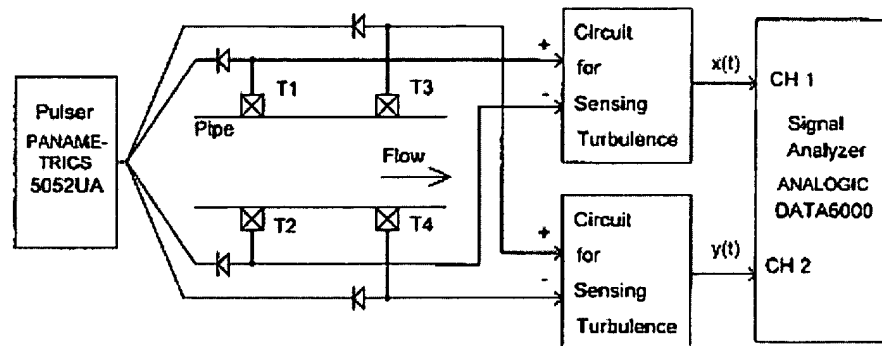 Pulser
PANAME-
TRICS
5052UA
T1
T3
Pipe
Flow
T2
T4
+
Circuit
for
-
Sensing
Turbulence
x(t)
+
Circuit
for
-
Sensing
Turbulence
y(t)
CH 1
Signal
Analyzer
ANALOGIC
DATA6000
CH 2